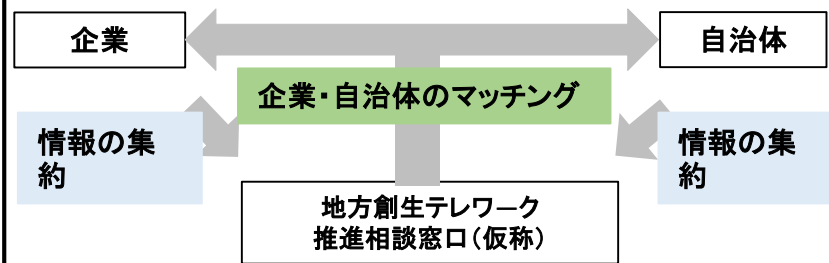 企業
自治体
企業・自治体のマッチング
情報の集
約
情報の集
約
地方創生テレワーク
推進相談窓口（仮称）